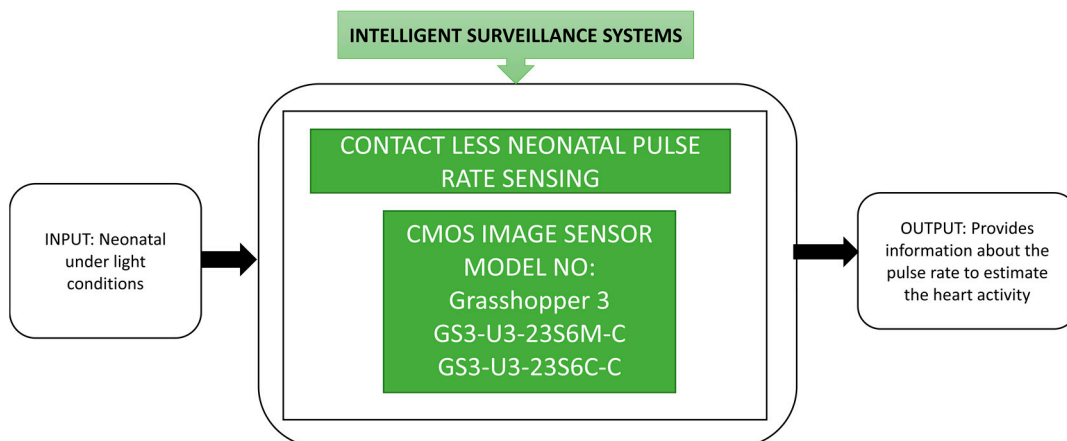 INTELLIGENT SURVEILLANCE SYSTEMS
CONTACT LESS NEONATAL PULSE
RATE SENSING
CMOS IMAGE SENSOR
MODEL NO:
Grasshopper 3
GS3-U3-23S6M-C
GS3-U3-23S6C-C
INPUT: Neonatal
under light
conditions
OUTPUT: Provides
information about the
pulse rate to estimate
the heart activity